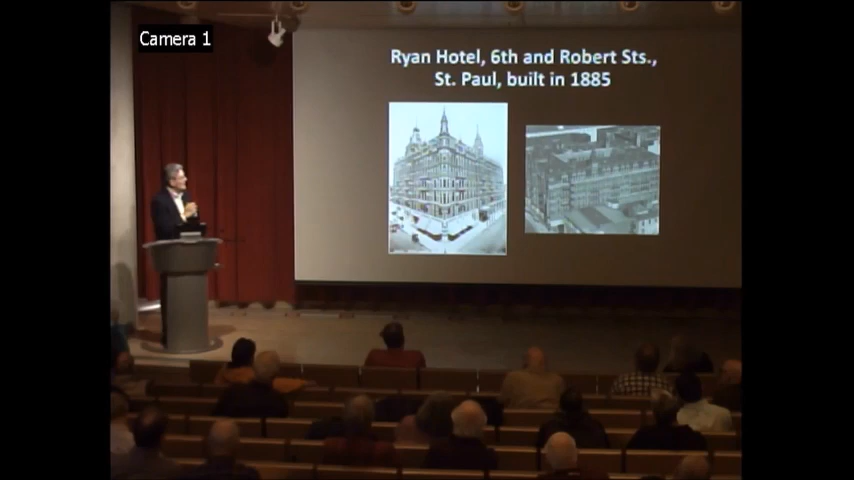 Camera 1
Ryan Hotel, 6th and Robert Sts.,
St. Paul, built in 1885